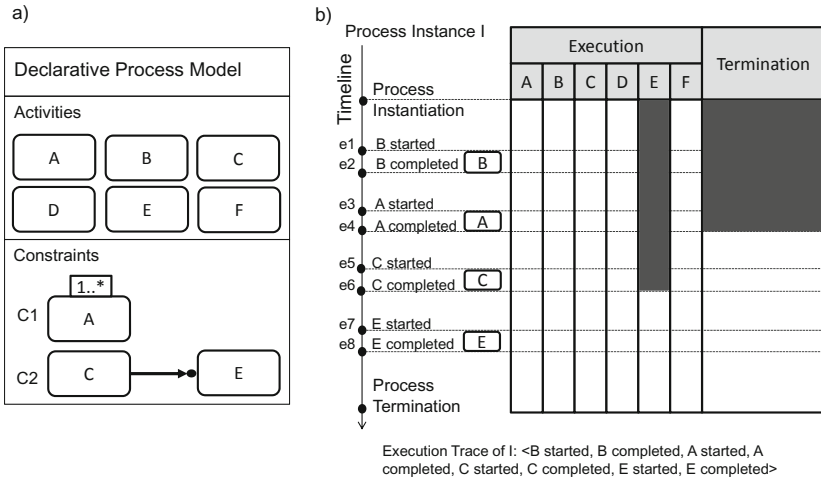 a)
Declarative Process Model
Activities
A B C
D E F
Constraints
1..*
C1
A
C2
C E
b)
Process Instance I
Timeline
Execution
Termination
A B C D E F
Process
Instantiation
e1 B started
e2 B completed B
e3 A started
e4 A completed A
e5 C started
e6 C completed C
e7 E started
e8 E completed E
Process
Termination
Execution Trace of I: <B started, B completed, A started, A
completed, C started, C completed, E started, E completed>